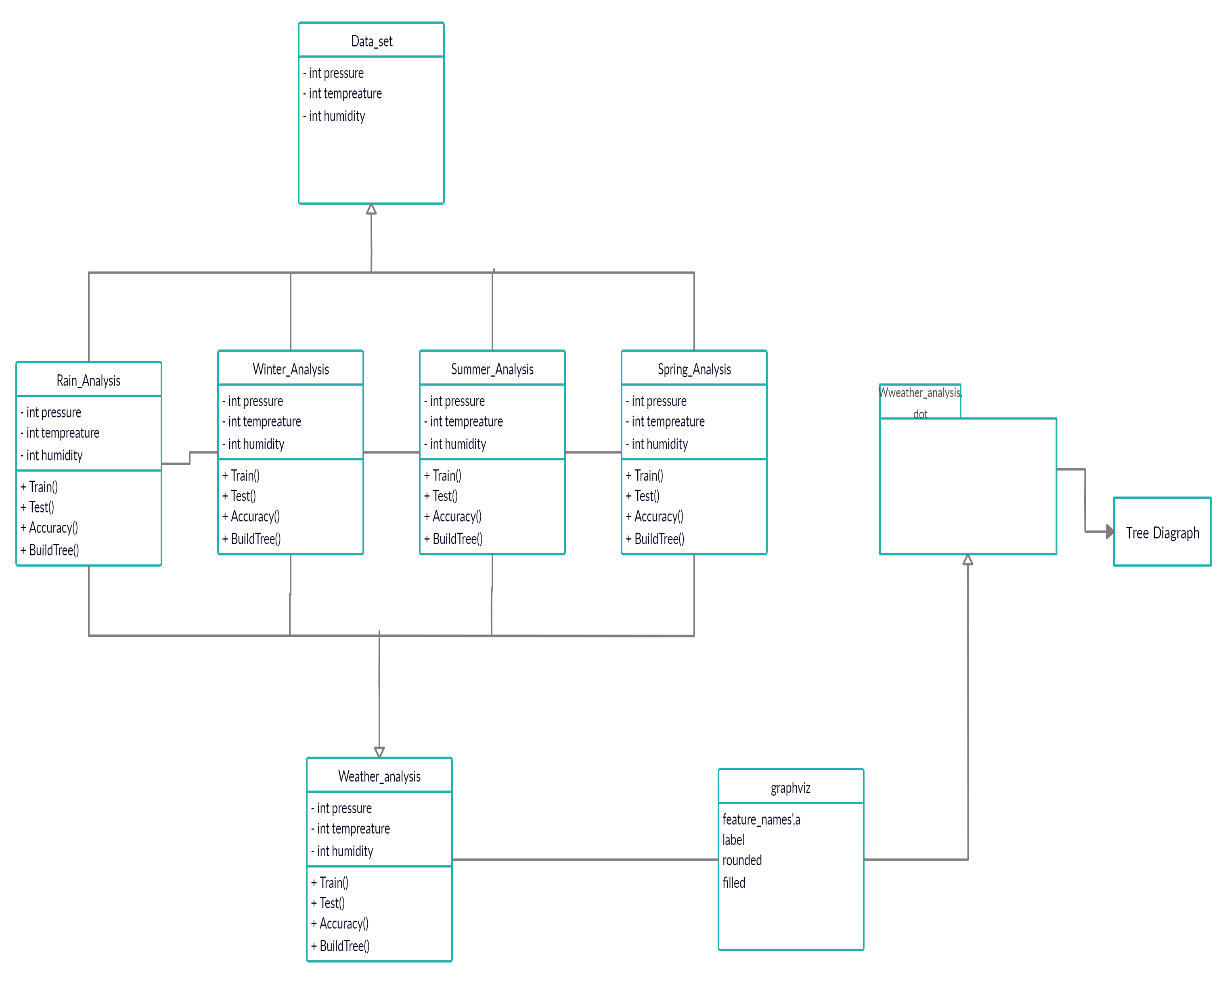 Data_set
- int pressure
- int tempreature
- int humidity
Rain_Analysis
- int pressure
- int tempreature
- int humidity
+ Train()
+ Test()
+ Accuracy()
+ BuildTree()
Winter_Analysis
- int pressure
- int tempreature
- int humidity
+ Train()
+ Test()
+ Accuracy()
+ BuildTree()
Summer_Analysis
- int pressure
- int tempreature
- int humidity
+ Train()
+ Test()
+ Accuracy()
+ BuildTree()
Spring_Analysis
- int pressure
- int tempreature
- int humidity
+ Train()
+ Test()
+ Accuracy()
+ BuildTree()
Wweather_analysis.
dot
Tree Diagraph
Weather_analysis
- int pressure
- int tempreature
- int humidity
+ Train()
+ Test()
+ Accuracy()
+ BuildTree()
graphviz
feature_names',a
label
rounded
filled